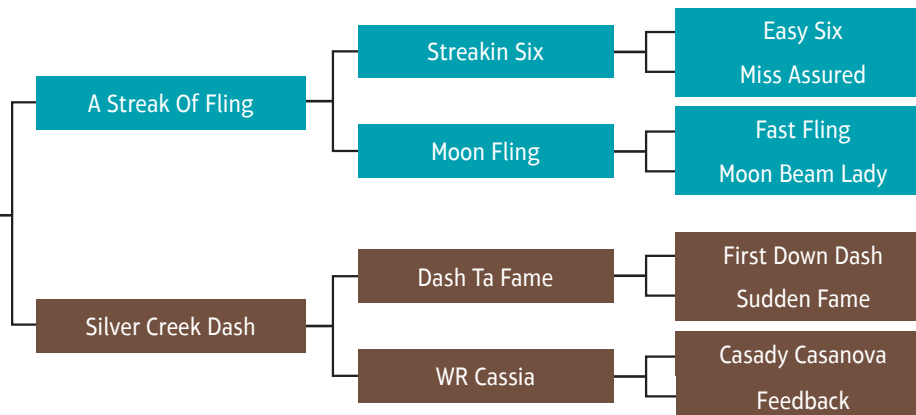 Easy Six
Streakin Six
Miss Assured
A Streak Of Fling
Fast Fling
Moon Fling
Moon Beam Lady
First Down Dash
Dash Ta Fame
Sudden Fame
Silver Creek Dash
Casady Casanova
WR Cassia
Feedback